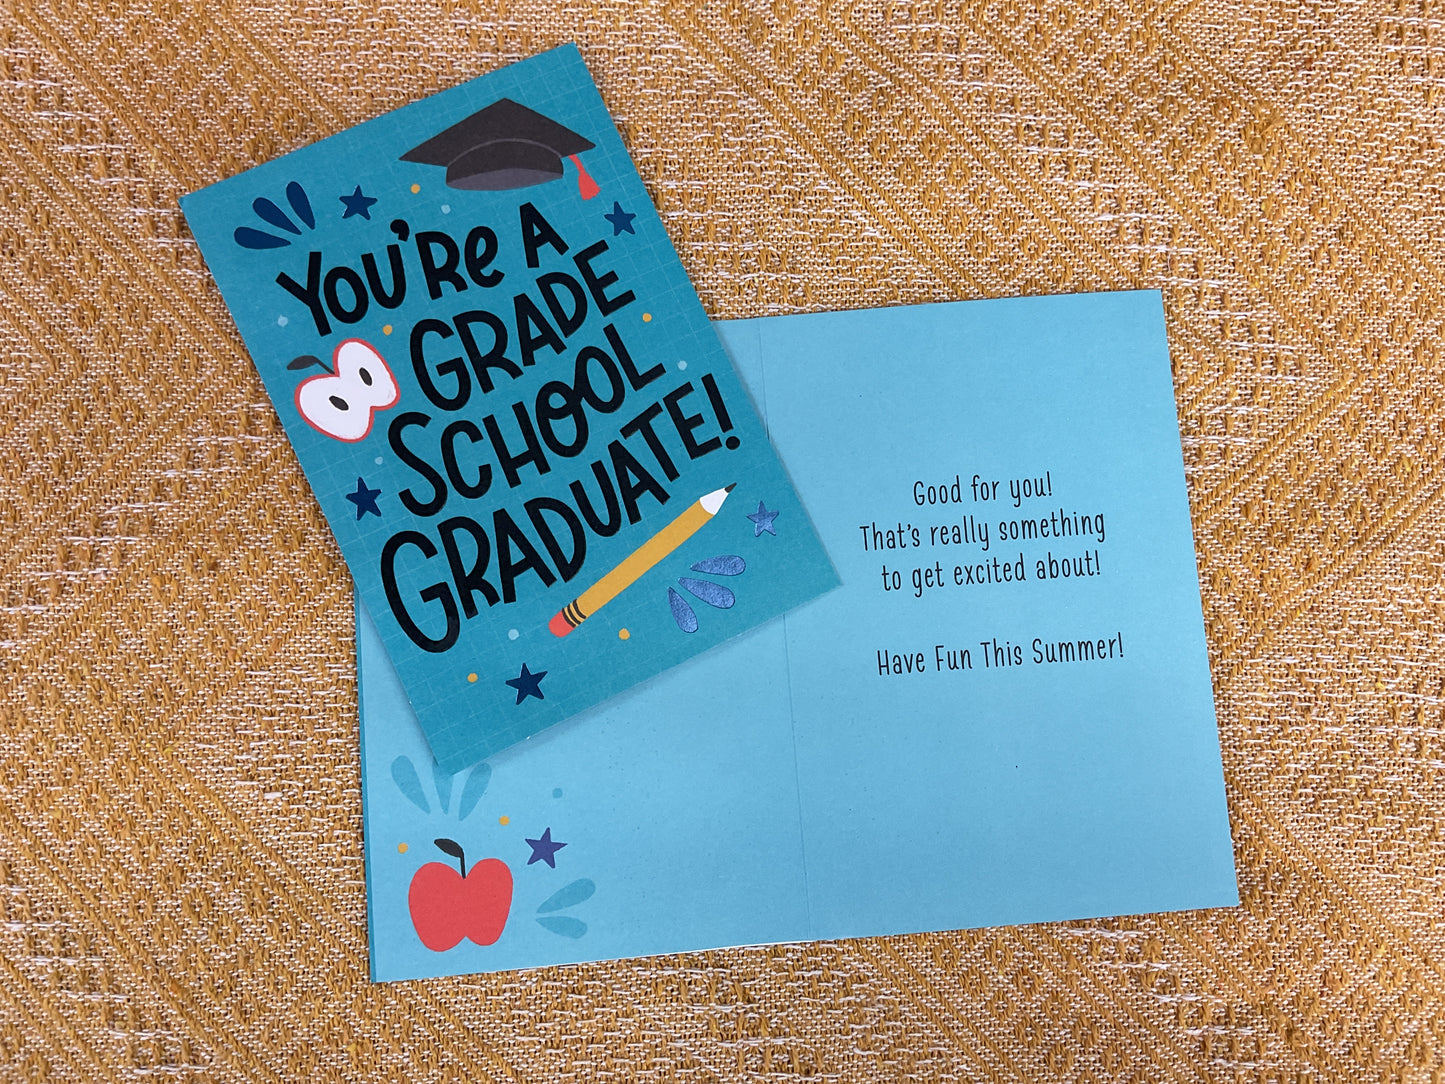 YOU'Re A
GRADE
SCHOOL
GRADUATE!
Good for you!
That's really something
to get excited about!
Have Fun This Summer!